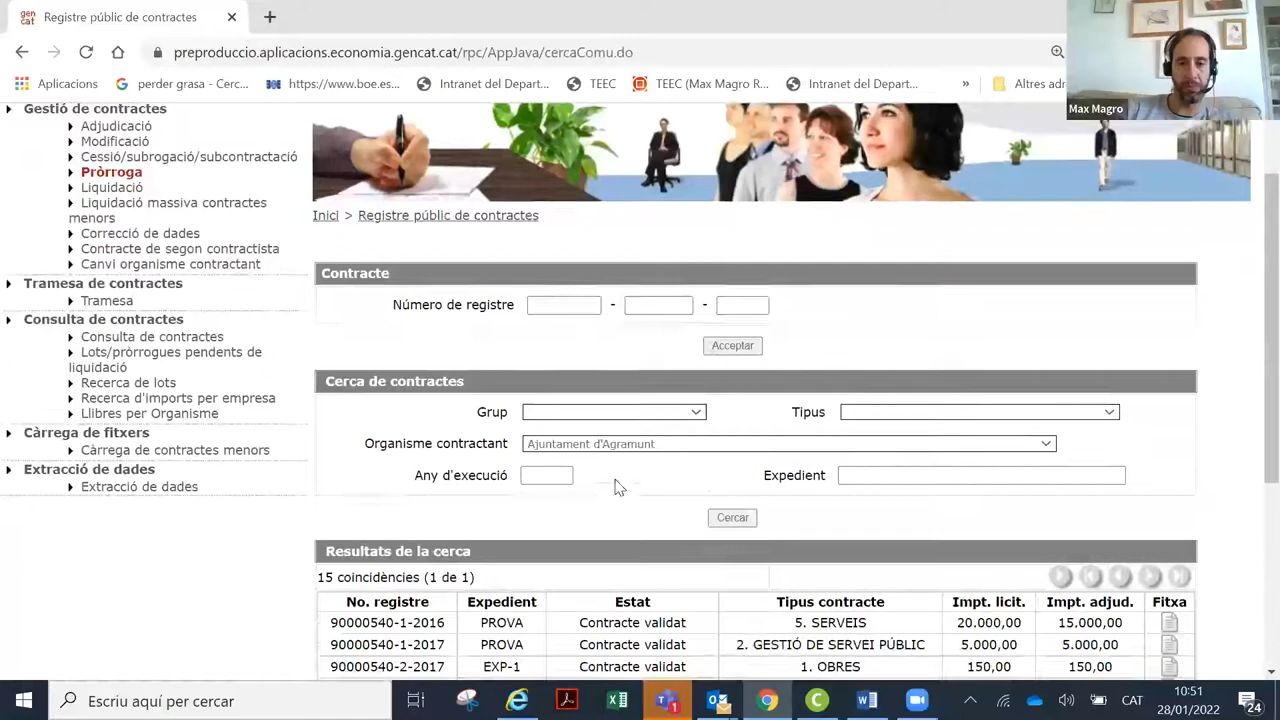 gen
cat
Registre públic de contractes
preproduccio.aplicacions.economia.gencat.cat/rpc/AppJava/cercaComu.do
Aplicacions
perder grasa - Cerc...
https://www.boe.es...
Intranet del Depart...
TEEC
TEEC (Max Magro R...
Intranet del Depart...
»
Altres adr
Max Magro
Gestió de contractes
Adjudicació
Modificació
Cessió/subrogació/subcontractació
Pròrroga
Liquidació
Liquidació massiva contractes
menors
Correcció de dades
Contracte de segon contractista
Canvi organisme contractant
Tramesa de contractes
Tramesa
Consulta de contractes
Consulta de contractes
Lots/pròrrogues pendents de
liquidació
Recerca de lots
Recerca d'imports per empresa
Llibres per Organisme
Càrrega de fitxers
Càrrega de contractes menors
Extracció de dades
Extracció de dades
Inici > Registre públic de contractes
Contracte
Número de registre - -
Acceptar
Cerca de contractes
Grup Tipus
Organisme contractant Ajuntament d'Agramunt
Any d'execució Expedient
Cercar
Resultats de la cerca
15 coincidències (1 de 1)
No. registre Expedient Estat Tipus contracte Impt. licit. Impt. adjud. Fitxa
90000540-1-2016 PROVA Contracte validat 5. SERVEIS 20.000,00 15.000,00
90000540-1-2017 PROVA Contracte validat 2. GESTIÓ DE SERVEI PÚBLIC 5.000,00 5.000,00
90000540-2-2017 EXP-1 Contracte validat 1. OBRES 150,00 150,00
Escriu aquí per cercar
1
CAT
10:51
28/01/2022
24